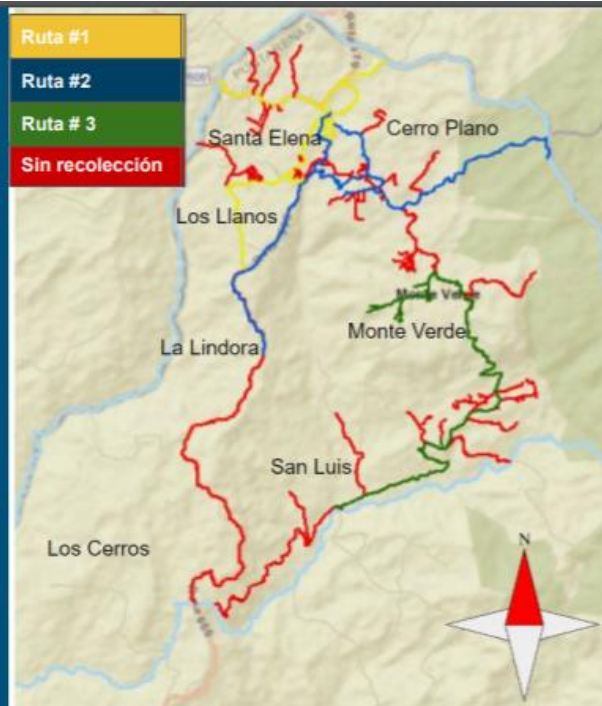 Ruta #1
Ruta #2
Ruta # 3
Sin recolección
Santa Elena
Cerro Plano
Los Llanos
Monte Verde
La Lindora
Monte Verde
San Luis
Los Cerros
N